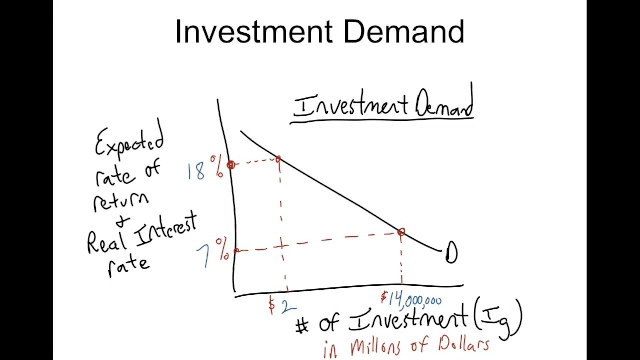 Investment Demand
Investment Demand
Expected
rate of
return
+
Real Interest
rate
18%
7%
D
$2
$14,000,000
# of Investment (Ig)
in Millons of Dollars